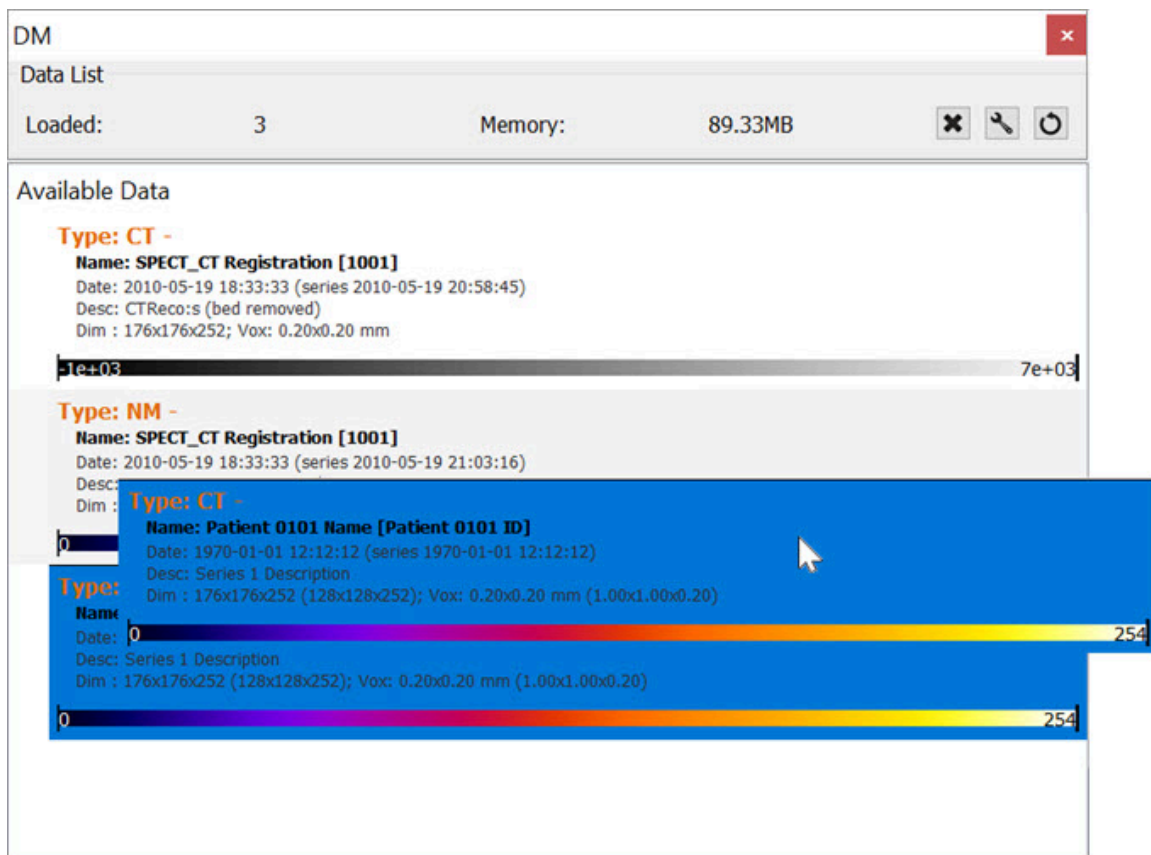 DM
Data List
Loaded: 3 Memory: 89.33MB
Available Data
Type: CT -
Name: SPECT_CT Registration [1001]
Date: 2010-05-19 18:33:33 (series 2010-05-19 20:58:45)
Desc: CTReco:s (bed removed)
Dim : 176x176x252; Vox: 0.20x0.20 mm
-1e+03 7e+03
Type: NM -
Name: SPECT_CT Registration [1001]
Date: 2010-05-19 18:33:33 (series 2010-05-19 21:03:16)
Desc:
Dim :
0
Type: CT -
Name: Patient 0101 Name [Patient 0101 ID]
Date: 1970-01-01 12:12:12 (series 1970-01-01 12:12:12)
Desc: Series 1 Description
Dim : 176x176x252 (128x128x252); Vox: 0.20x0.20 mm (1.00x1.00x0.20)
0 254
Type:
Name
Date:
Desc: Series 1 Description
Dim : 176x176x252 (128x128x252); Vox: 0.20x0.20 mm (1.00x1.00x0.20)
0 254